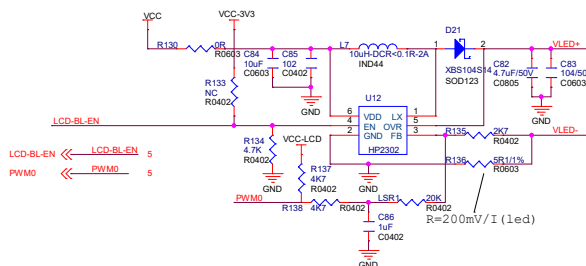 VCC
VCC-3V3
R130
0R
R0603
C84
10uF
C0603
C85
102
C0402
L7
10uH-DCR<0.1R-2A
IND44
1
D21
2
VLED+
XBS104S14
SOD123
C82
4.7uF/50V
C0805
C83
104/50
C0603
GND
GND
R133
NC
R0402
U12
6
VDD
LX
1
4
EN
OVR
5
2
GND
FB
3
HP2302
LCD-BL-EN
R134
4.7K
R0402
GND
VCC-LCD
R137
4K7
R0402
R135
2K7
R0402
VLED-
R136
5R1/1%
R0603
GND
LCD-BL-EN
LCD-BL-EN
5
PWM0
PWM0
5
PWM0
R138
4K7
R0402
LSR1
20K
R0402
C86
1uF
C0402
GND
R=200mV/I(led)